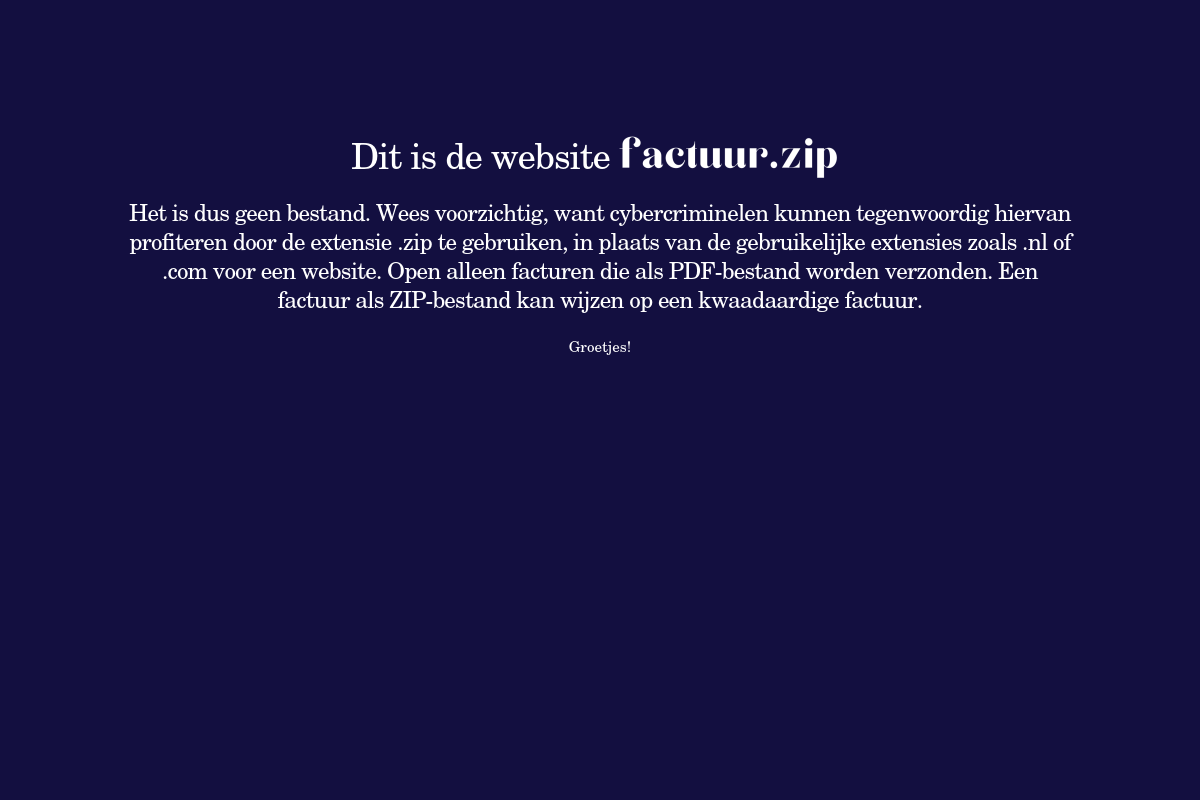 Dit is de website factuur.zip
Het is dus geen bestand. Wees voorzichtig, want cybercriminelen kunnen tegenwoordig hiervan
profiteren door de extensie .zip te gebruiken, in plaats van de gebruikelijke extensies zoals .nl of
.com voor een website. Open alleen facturen die als PDF-bestand worden verzonden. Een
factuur als ZIP-bestand kan wijzen op een kwaadaardige factuur.
Groetjes!